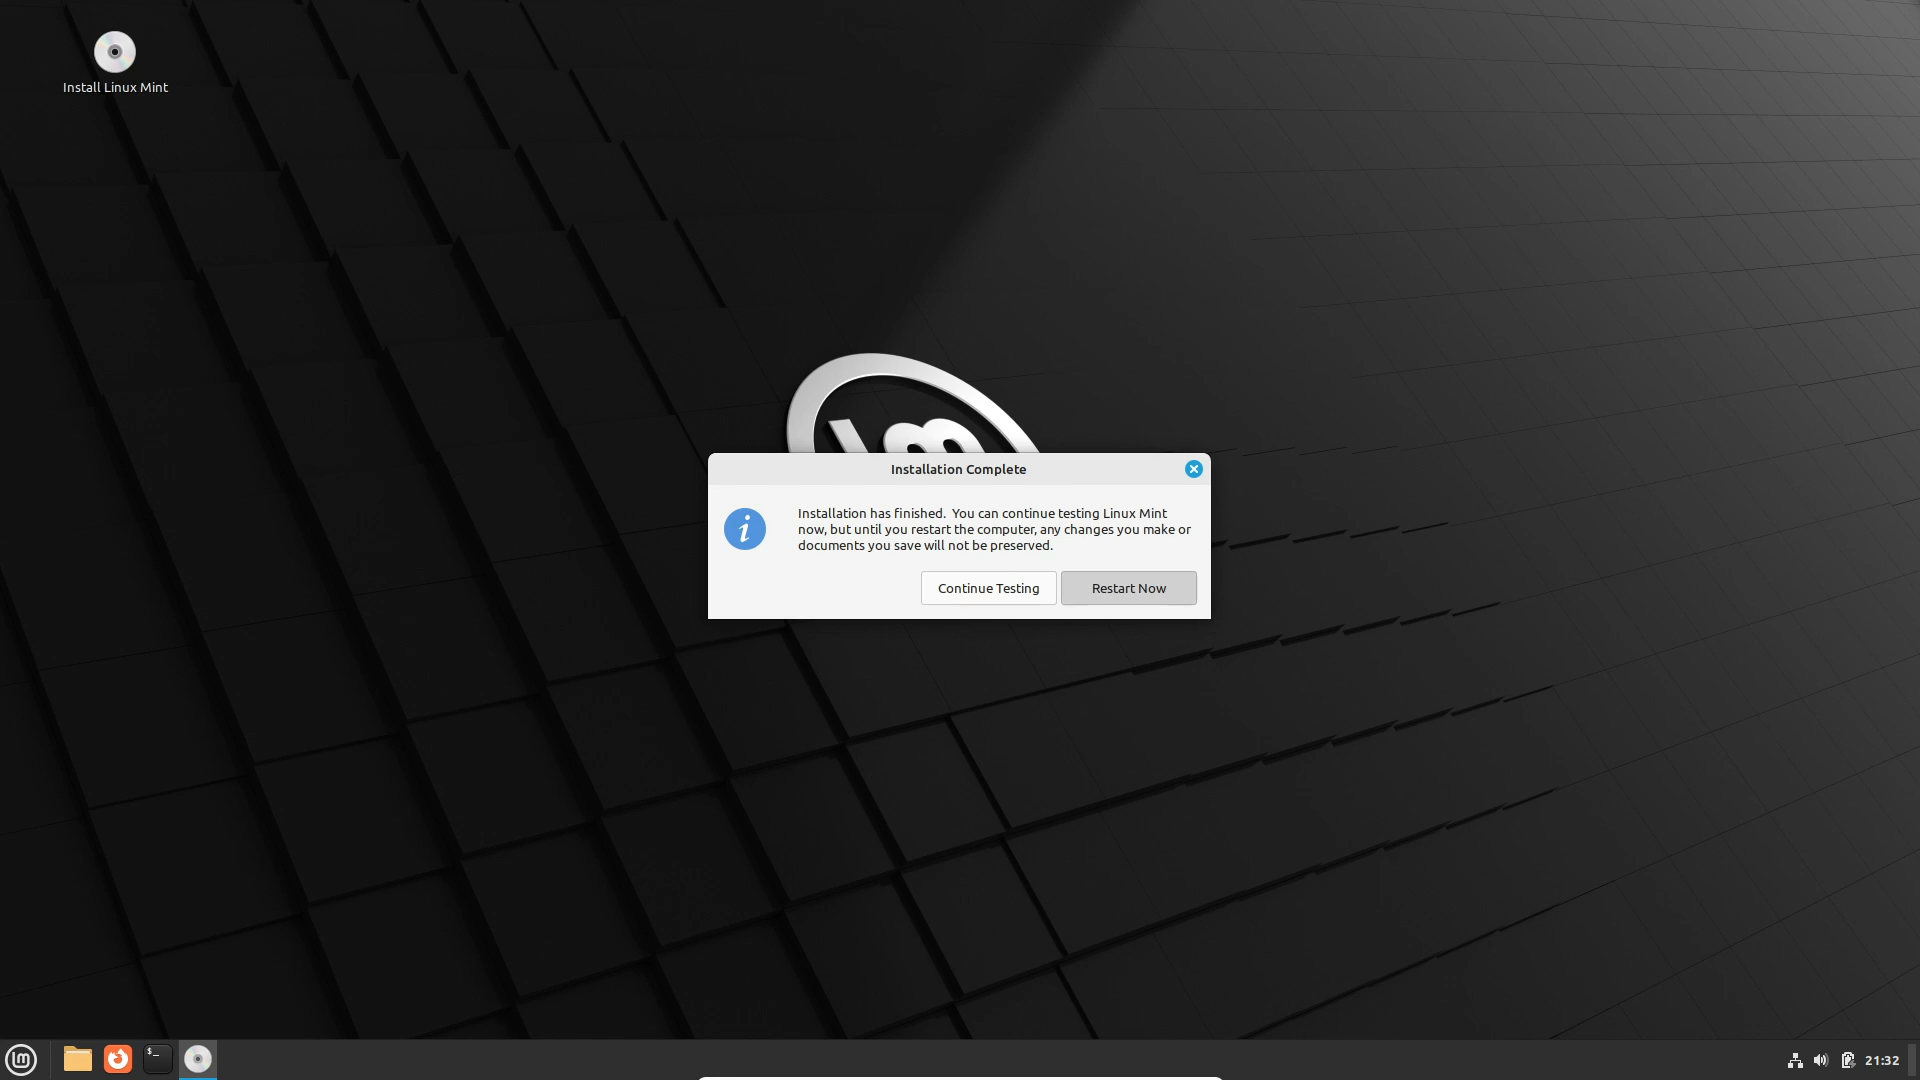 Install Linux Mint
Installation Complete
Installation has finished.  You can continue testing Linux Mint
now, but until you restart the computer, any changes you make or
documents you save will not be preserved.
Continue Testing
Restart Now
$_
21:32